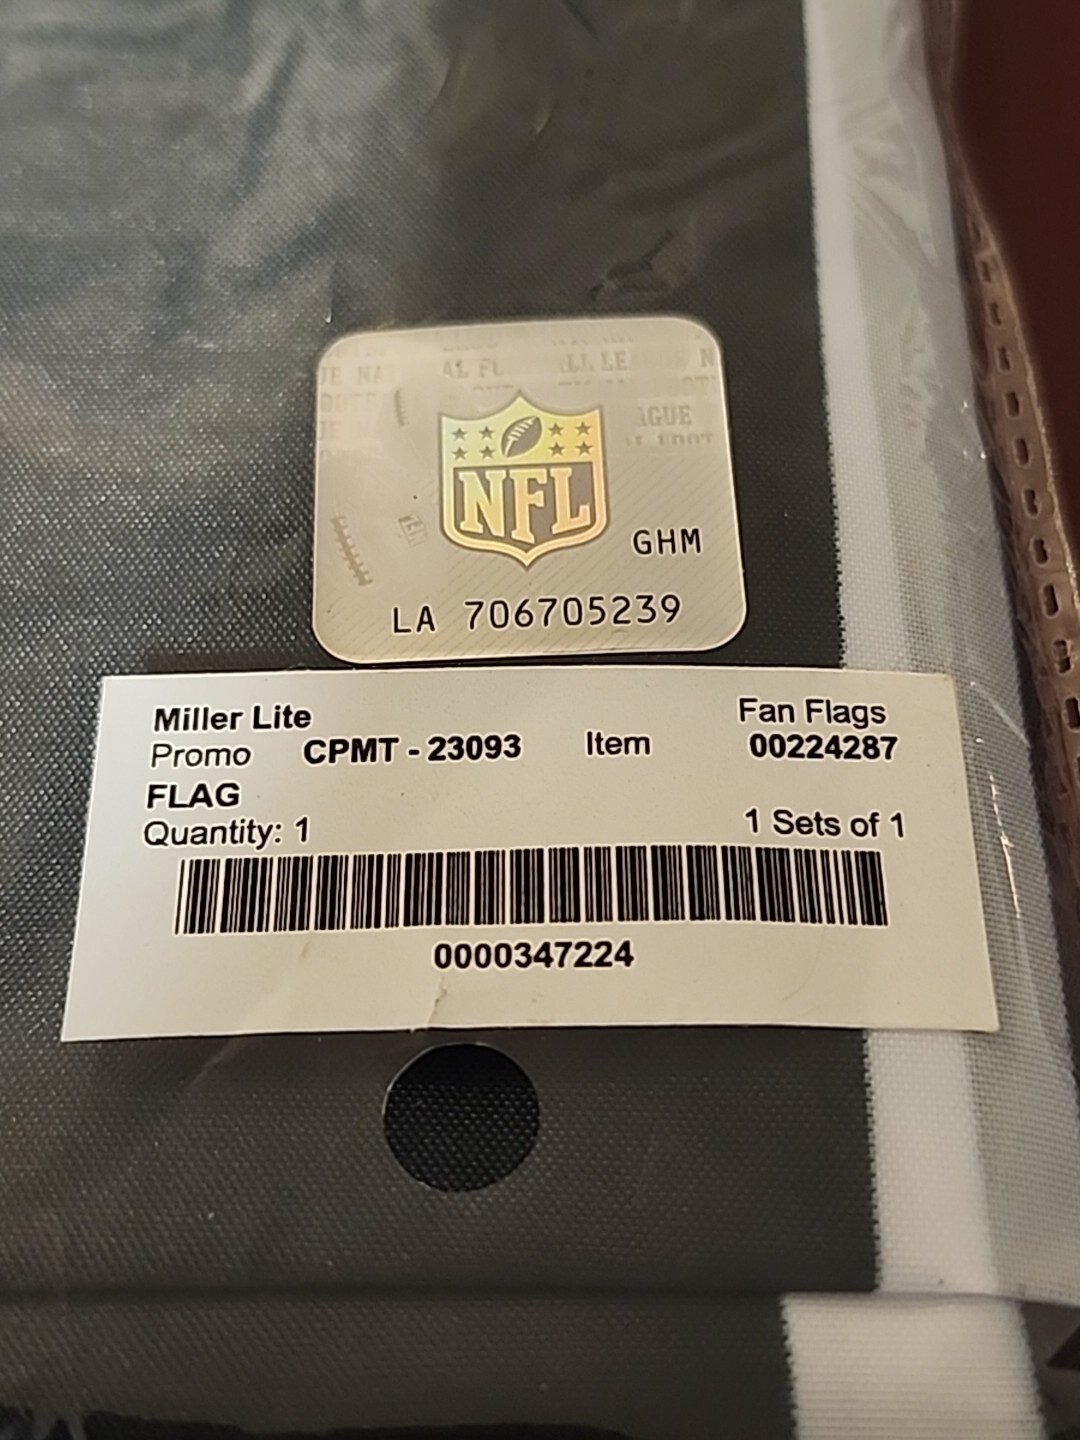 NFL
GHM
LA 706705239
Miller Lite Fan Flags
Promo CPMT - 23093 Item 00224287
FLAG
Quantity: 1 1 Sets of 1
0000347224